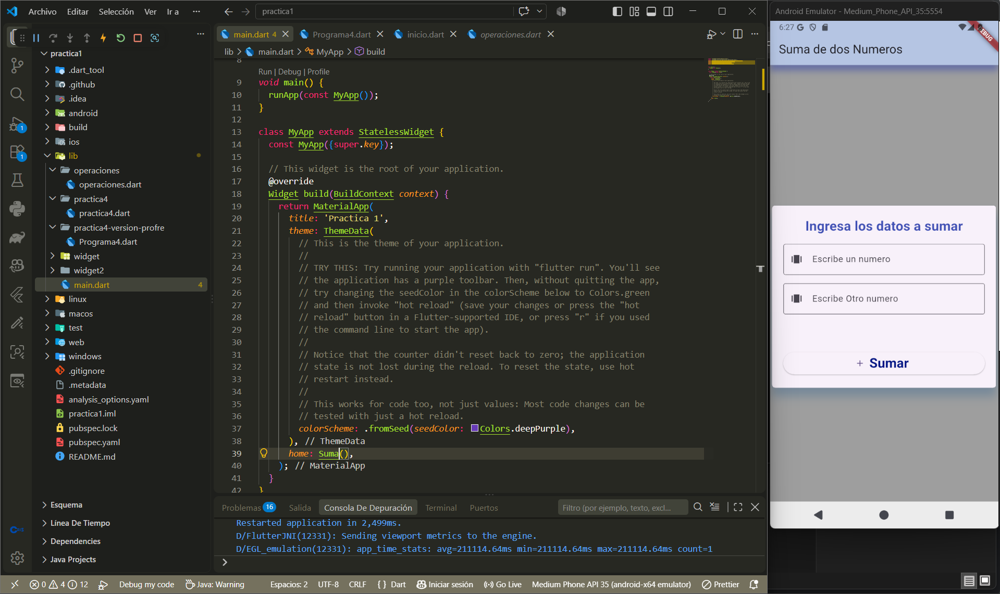 Archivo Editar Selección Ver Ir a ···
practica1
practica1
.dart_tool
.github
.idea
android
build
ios
lib
operaciones
operaciones.dart
practica4
practica4.dart
practica4-version-profre
Programa4.dart
widget
widget2
main.dart 4
linux
macos
test
web
windows
.gitignore
.metadata
analysis_options.yaml
practica1.iml
pubspec.lock
pubspec.yaml
README.md
Esquema
Línea De Tiempo
Dependencies
Java Projects
1
1
main.dart 4
Programa4.dart
inicio.dart
operaciones.dart
lib > main.dart > MyApp > build
8
Run | Debug | Profile
9 void main() {
10 runApp(const MyApp());
11 }
12
13 class MyApp extends StatelessWidget {
14 const MyApp({super.key});
15
16 // This widget is the root of your application.
17 @override
18 Widget build(BuildContext context) {
19 return MaterialApp(
20 title: 'Practica 1',
21 theme: ThemeData(
22 // This is the theme of your application.
23 //
24 // TRY THIS: Try running your application with "flutter run". You'll see
25 // the application has a purple toolbar. Then, without quitting the app,
26 // try changing the seedColor in the colorScheme below to Colors.green
27 // and then invoke "hot reload" (save your changes or press the "hot
28 // reload" button in a Flutter-supported IDE, or press "r" if you used
29 // the command line to start the app).
30 //
31 // Notice that the counter didn't reset back to zero; the application
32 // state is not lost during the reload. To reset the state, use hot
33 // restart instead.
34 //
35 // This works for code too, not just values: Most code changes can be
36 // tested with just a hot reload.
37 colorScheme: .fromSeed(seedColor: Colors.deepPurple),
38 ), // ThemeData
39 home: Suma(),
40 ); // MaterialApp
41 }
42 }
Problemas 16 Salida Consola De Depuración Terminal Puertos Filtro (por ejemplo, texto, excl...
Restarted application in 2,499ms.
D/FlutterJNI(12331): Sending viewport metrics to the engine.
D/EGL_emulation(12331): app_time_stats: avg=211114.64ms min=211114.64ms max=211114.64ms count=1
0 4 12 Debug my code Java: Warning Espacios: 2 UTF-8 CRLF { } Dart Iniciar sesión Go Live Medium Phone API 35 (android-x64 emulator) Prettier
Android Emulator - Medium_Phone_API_35:5554
6:27
DEBUG
Suma de dos Numeros
Ingresa los datos a sumar
Escribe un numero
Escribe Otro numero
+ Sumar